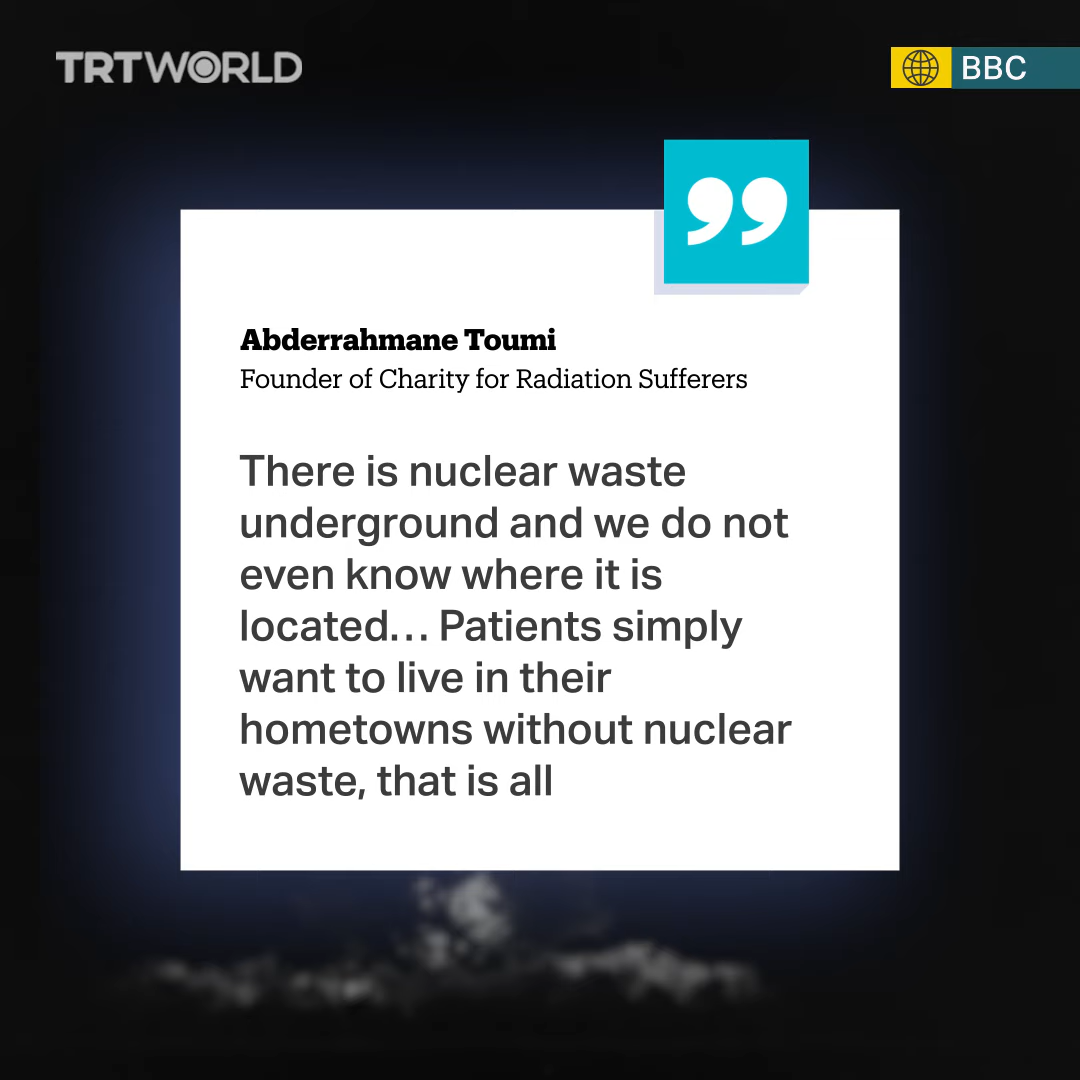 TRTWORLD
BBC
”
Abderrahmane Toumi
Founder of Charity for Radiation Sufferers
There is nuclear waste
underground and we do not
even know where it is
located... Patients simply
want to live in their
hometowns without nuclear
waste, that is all